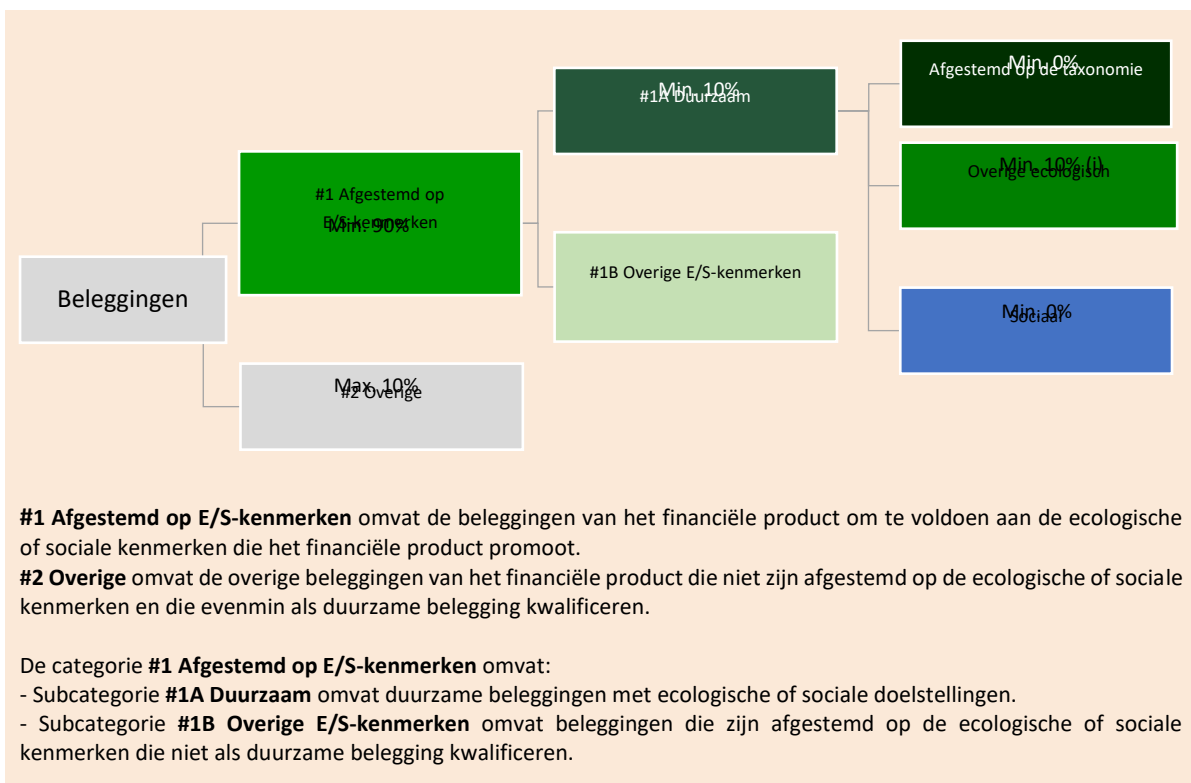 Min. 0%
Afgestemd op de taxonomie
Min. 10%
#1A Duurzaam
Min. 10% (i)
Overige ecologisch
#1 Afgestemd op
E/S-kenmerken
Min. 90%
#1B Overige E/S-kenmerken
Beleggingen
Min. 0%
Sociaal
Max. 10%
#2 Overige
#1 Afgestemd op E/S-kenmerken omvat de beleggingen van het financiële product om te voldoen aan de ecologische
of sociale kenmerken die het financiële product promoot.
#2 Overige omvat de overige beleggingen van het financiële product die niet zijn afgestemd op de ecologische of sociale
kenmerken en die evenmin als duurzame belegging kwalificeren.
De categorie #1 Afgestemd op E/S-kenmerken omvat:
- Subcategorie #1A Duurzaam omvat duurzame beleggingen met ecologische of sociale doelstellingen.
- Subcategorie #1B Overige E/S-kenmerken omvat beleggingen die zijn afgestemd op de ecologische of sociale
kenmerken die niet als duurzame belegging kwalificeren.